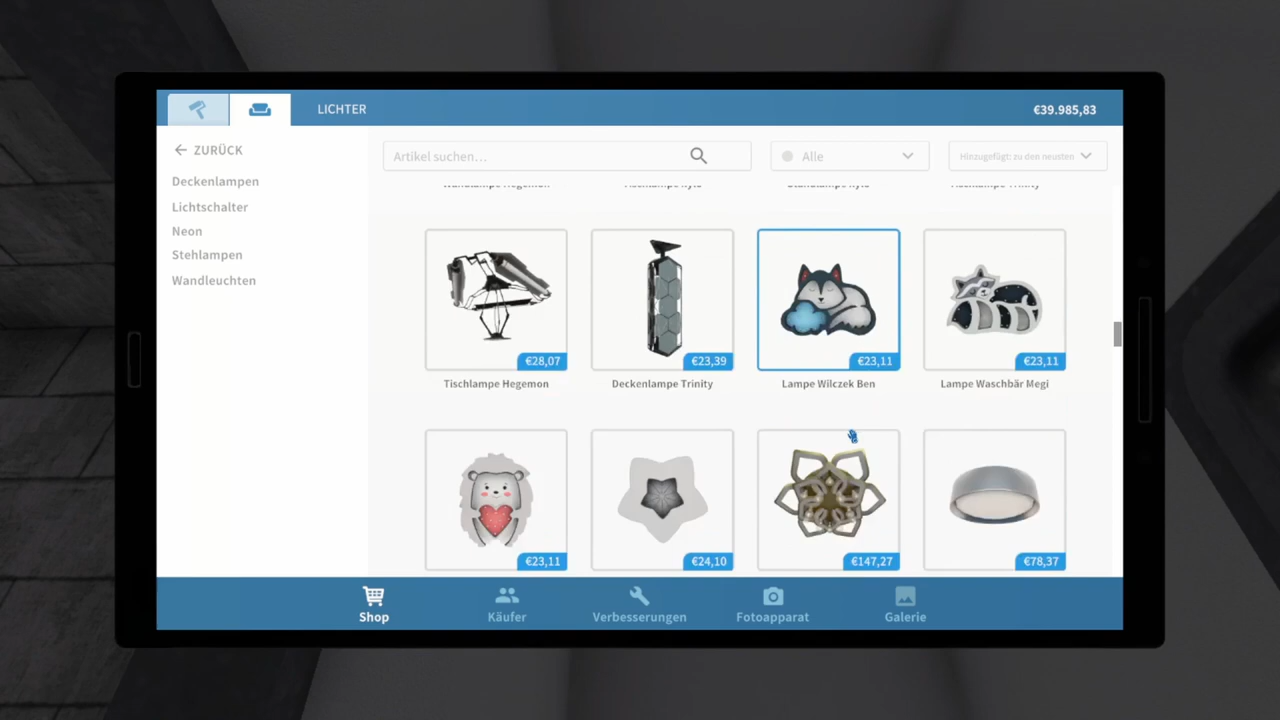 LICHTER
€39.985,83
ZURÜCK
Artikel suchen...
Alle
Hinzugefügt: zu den neusten
Deckenlampen
Lichtschalter
Neon
Stehlampen
Wandleuchten
€28,07
€23,39
€23,11
€23,11
Tischlampe Hegemon
Deckenlampe Trinity
Lampe Wilczek Ben
Lampe Waschbär Megi
€23,11
€24,10
€147,27
€78,37
Shop
Käufer
Verbesserungen
Fotoapparat
Galerie